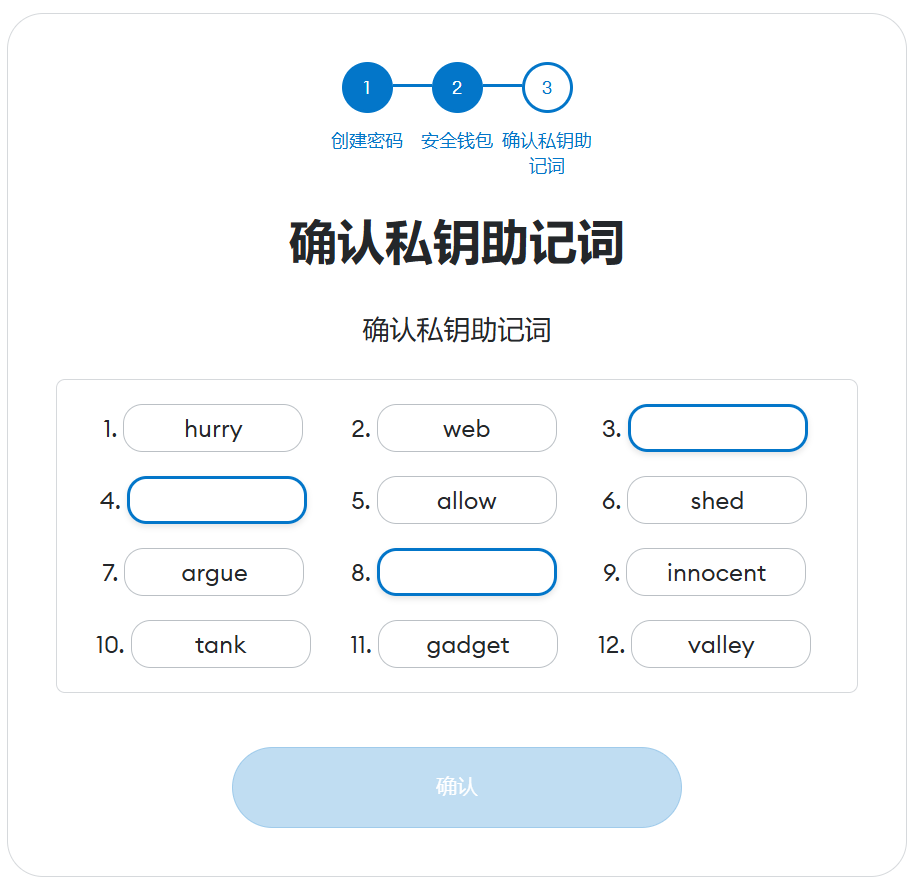 1 2 3
创建密码 安全钱包 确认私钥助
记词
确认私钥助记词
确认私钥助记词
1. hurry 2. web 3.
4. 5. allow 6. shed
7. argue 8. 9. innocent
10. tank 11. gadget 12. valley
确认